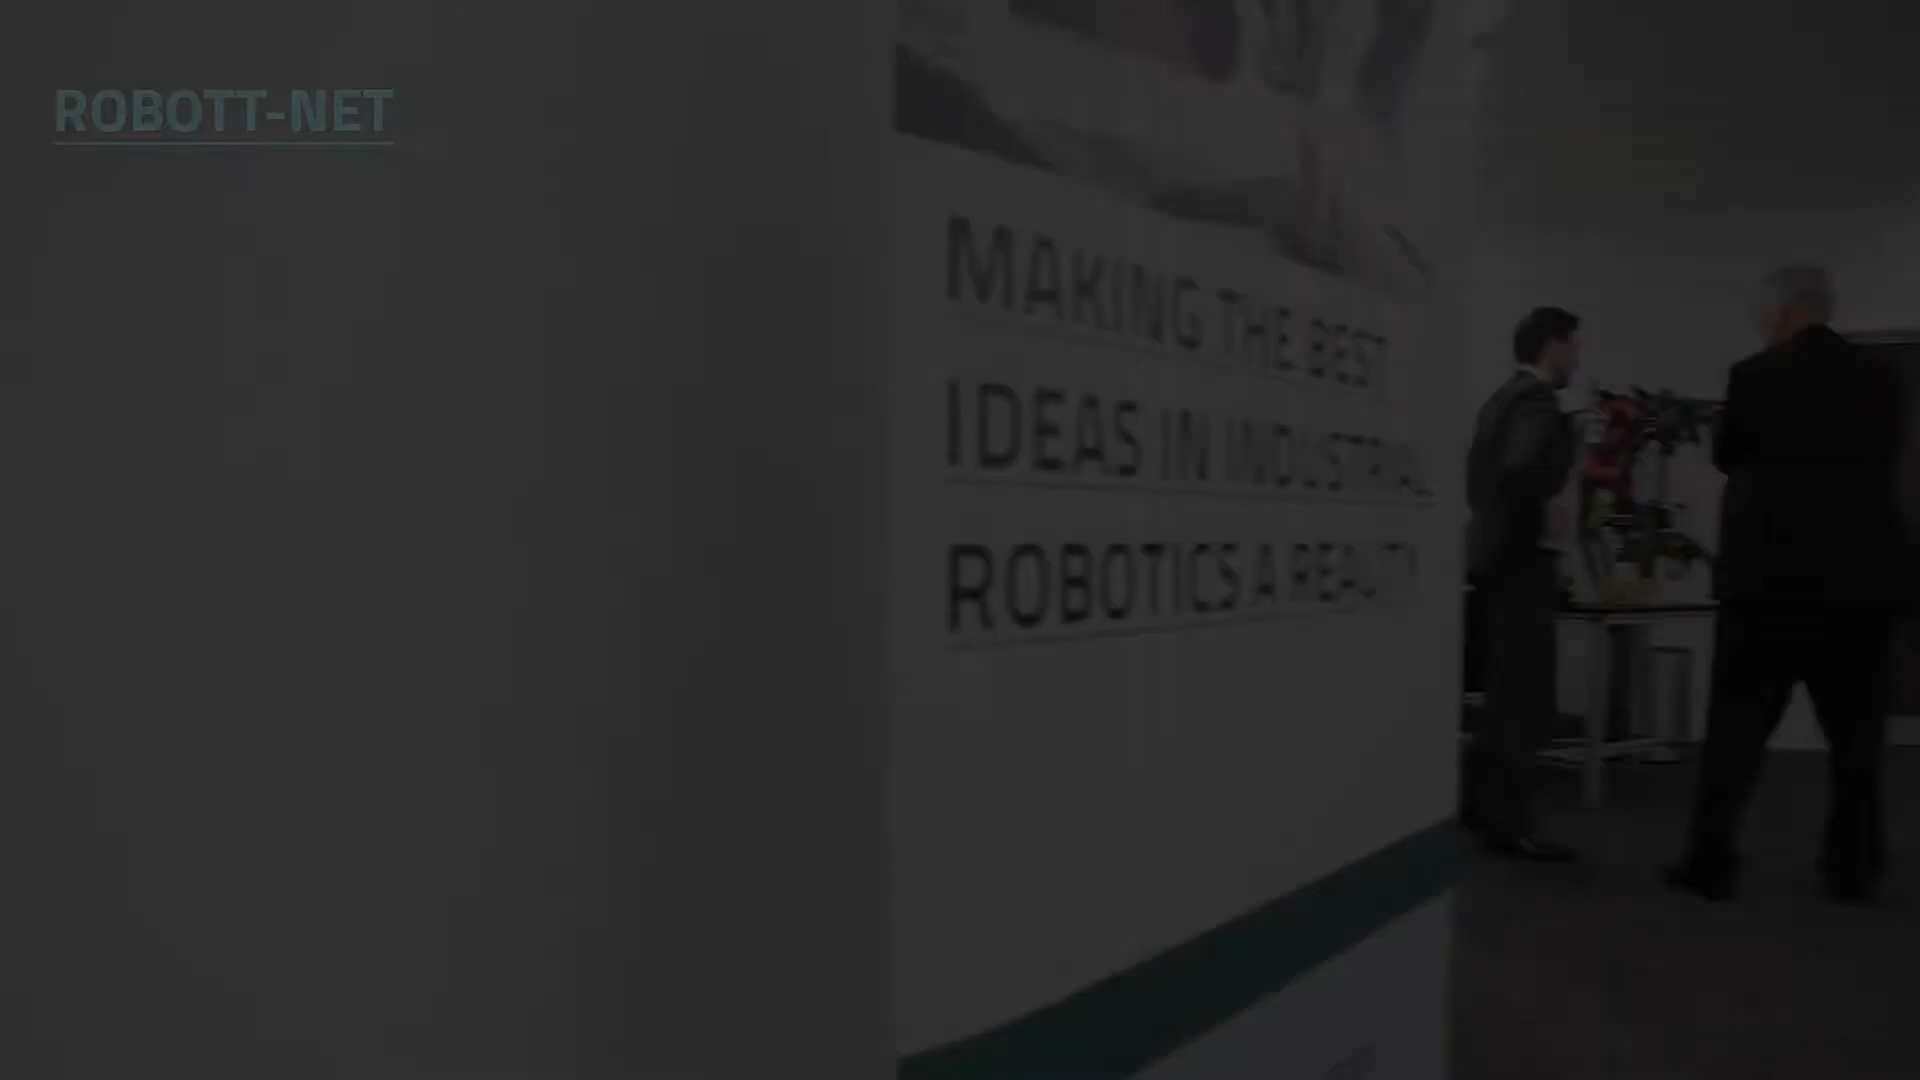 ROBOTT-NET
MAKING THE BEST
IDEAS IN INDUSTRIAL
ROBOTICS A REALITY